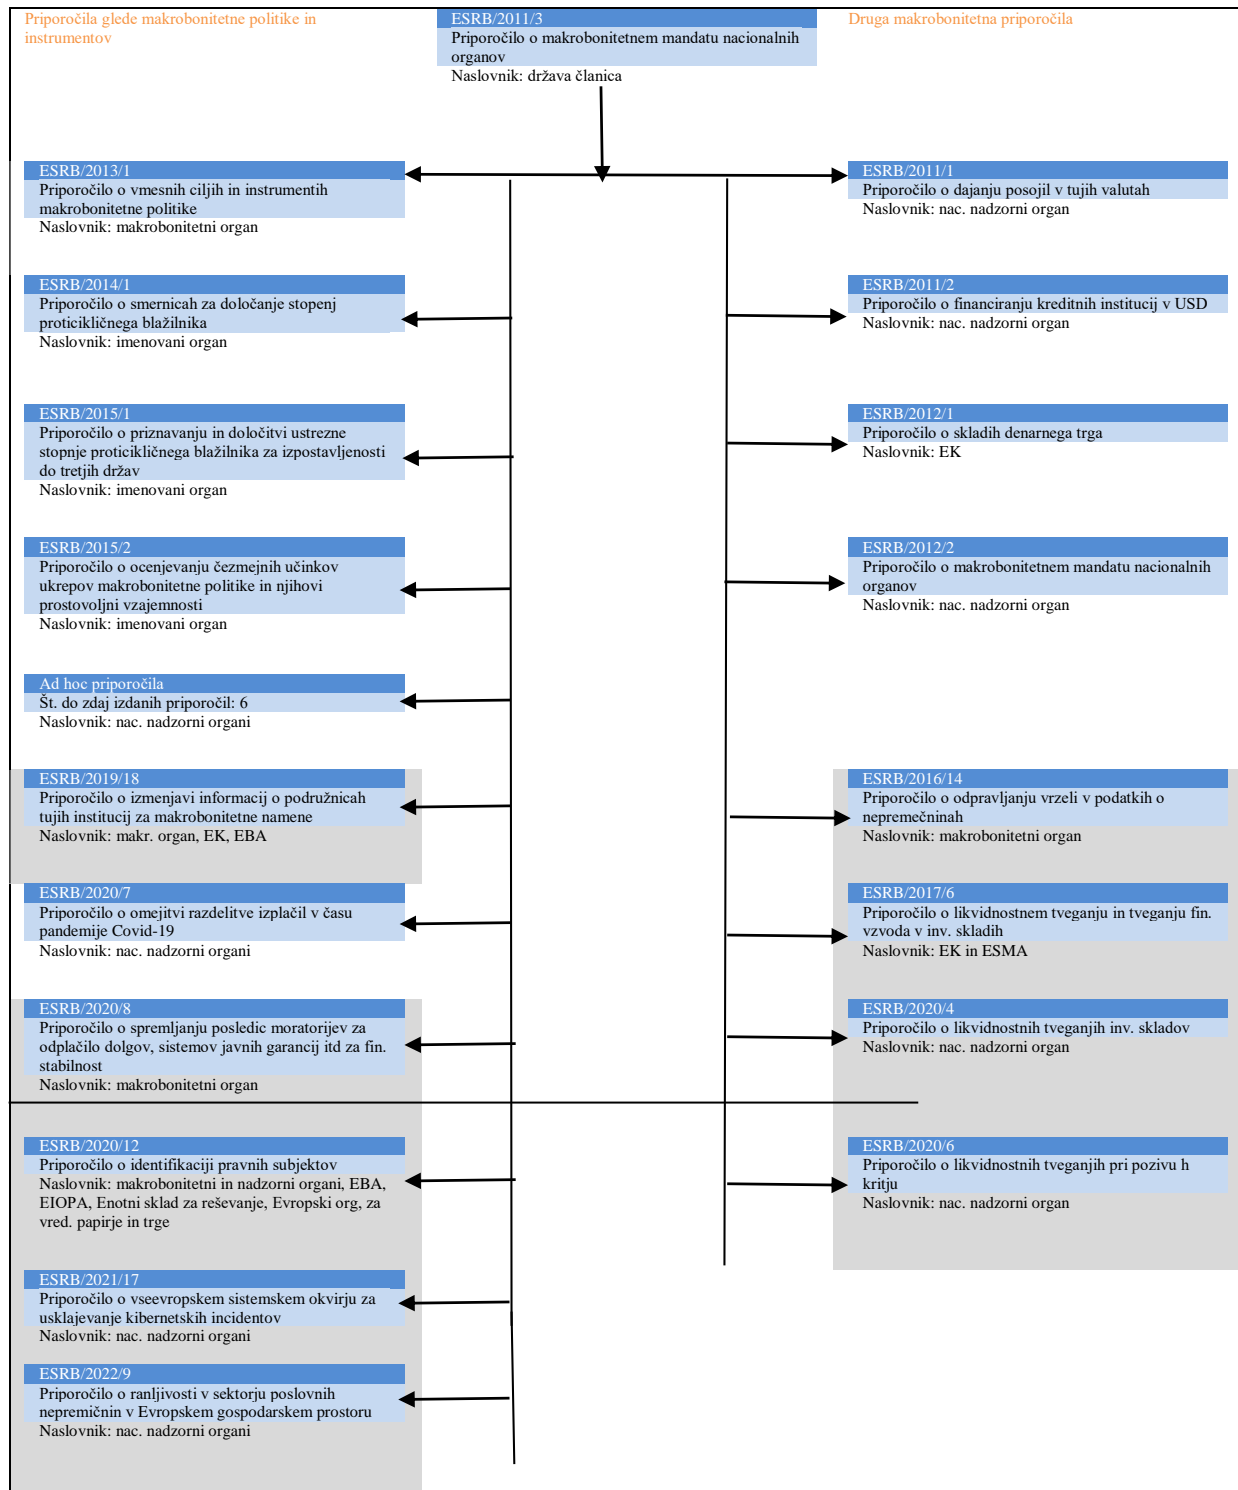 Priporočila glede makrobonitetne politike in
instrumentov
ESRB/2011/3
Priporočilo o makrobonitetnem mandatu nacionalnih
organov
Naslovnik: država članica
Druga makrobonitetna priporočila
ESRB/2013/1
Priporočilo o vmesnih ciljih in instrumentih
makrobonitetne politike
Naslovnik: makrobonitetni organ
ESRB/2014/1
Priporočilo o smernicah za določanje stopenj
proticikličnega blažilnika
Naslovnik: imenovani organ
ESRB/2015/1
Priporočilo o priznavanju in določitvi ustrezne
stopnje proticikličnega blažilnika za izpostavljenosti
do tretjih držav
Naslovnik: imenovani organ
ESRB/2015/2
Priporočilo o ocenjevanju čezmejnih učinkov
ukrepov makrobonitetne politike in njihovi
prostovoljni vzajemnosti
Naslovnik: imenovani organ
Ad hoc priporočila
Št. do zdaj izdanih priporočil: 6
Naslovnik: nac. nadzorni organi
ESRB/2019/18
Priporočilo o izmenjavi informacij o podružnicah
tujih institucij za makrobonitetne namene
Naslovnik: makr. organ, EK, EBA
ESRB/2020/7
Priporočilo o omejitvi razdelitve izplačil v času
pandemije Covid-19
Naslovnik: nac. nadzorni organi
ESRB/2020/8
Priporočilo o spremljanju posledic moratorijev za
odplačilo dolgov, sistemov javnih garancij itd za fin.
stabilnost
Naslovnik: makrobonitetni organ
ESRB/2020/12
Priporočilo o identifikaciji pravnih subjektov
Naslovnik: makrobonitetni in nadzorni organi, EBA,
EIOPA, Enotni sklad za reševanje, Evropski org, za
vred. papirje in trge
ESRB/2021/17
Priporočilo o vseevropskem sistemskem okvirju za
usklajevanje kibernetskih incidentov
Naslovnik: nac. nadzorni organi
ESRB/2022/9
Priporočilo o ranljivosti v sektorju poslovnih
nepremičnin v Evropskem gospodarskem prostoru
Naslovnik: nac. nadzorni organi
ESRB/2011/1
Priporočilo o dajanju posojil v tujih valutah
Naslovnik: nac. nadzorni organ
ESRB/2011/2
Priporočilo o financiranju kreditnih institucij v USD
Naslovnik: nac. nadzorni organ
ESRB/2012/1
Priporočilo o skladih denarnega trga
Naslovnik: EK
ESRB/2012/2
Priporočilo o makrobonitetnem mandatu nacionalnih
organov
Naslovnik: nac. nadzorni organ
ESRB/2016/14
Priporočilo o odpravljanju vrzeli v podatkih o
nepremečninah
Naslovnik: makrobonitetni organ
ESRB/2017/6
Priporočilo o likvidnostnem tveganju in tveganju fin.
vzvoda v inv. skladih
Naslovnik: EK in ESMA
ESRB/2020/4
Priporočilo o likvidnostnih tveganjih inv. skladov
Naslovnik: nac. nadzorni organ
ESRB/2020/6
Priporočilo o likvidnostnih tveganjih pri pozivu h
kritju
Naslovnik: nac. nadzorni organ